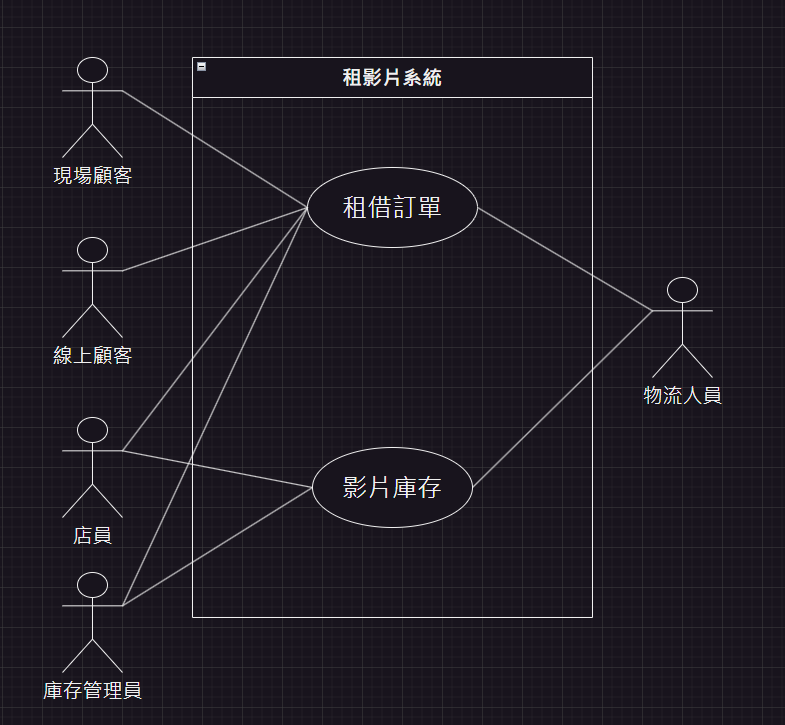 租影片系統
現場顧客
租借訂單
線上顧客
物流人員
店員
影片庫存
庫存管理員